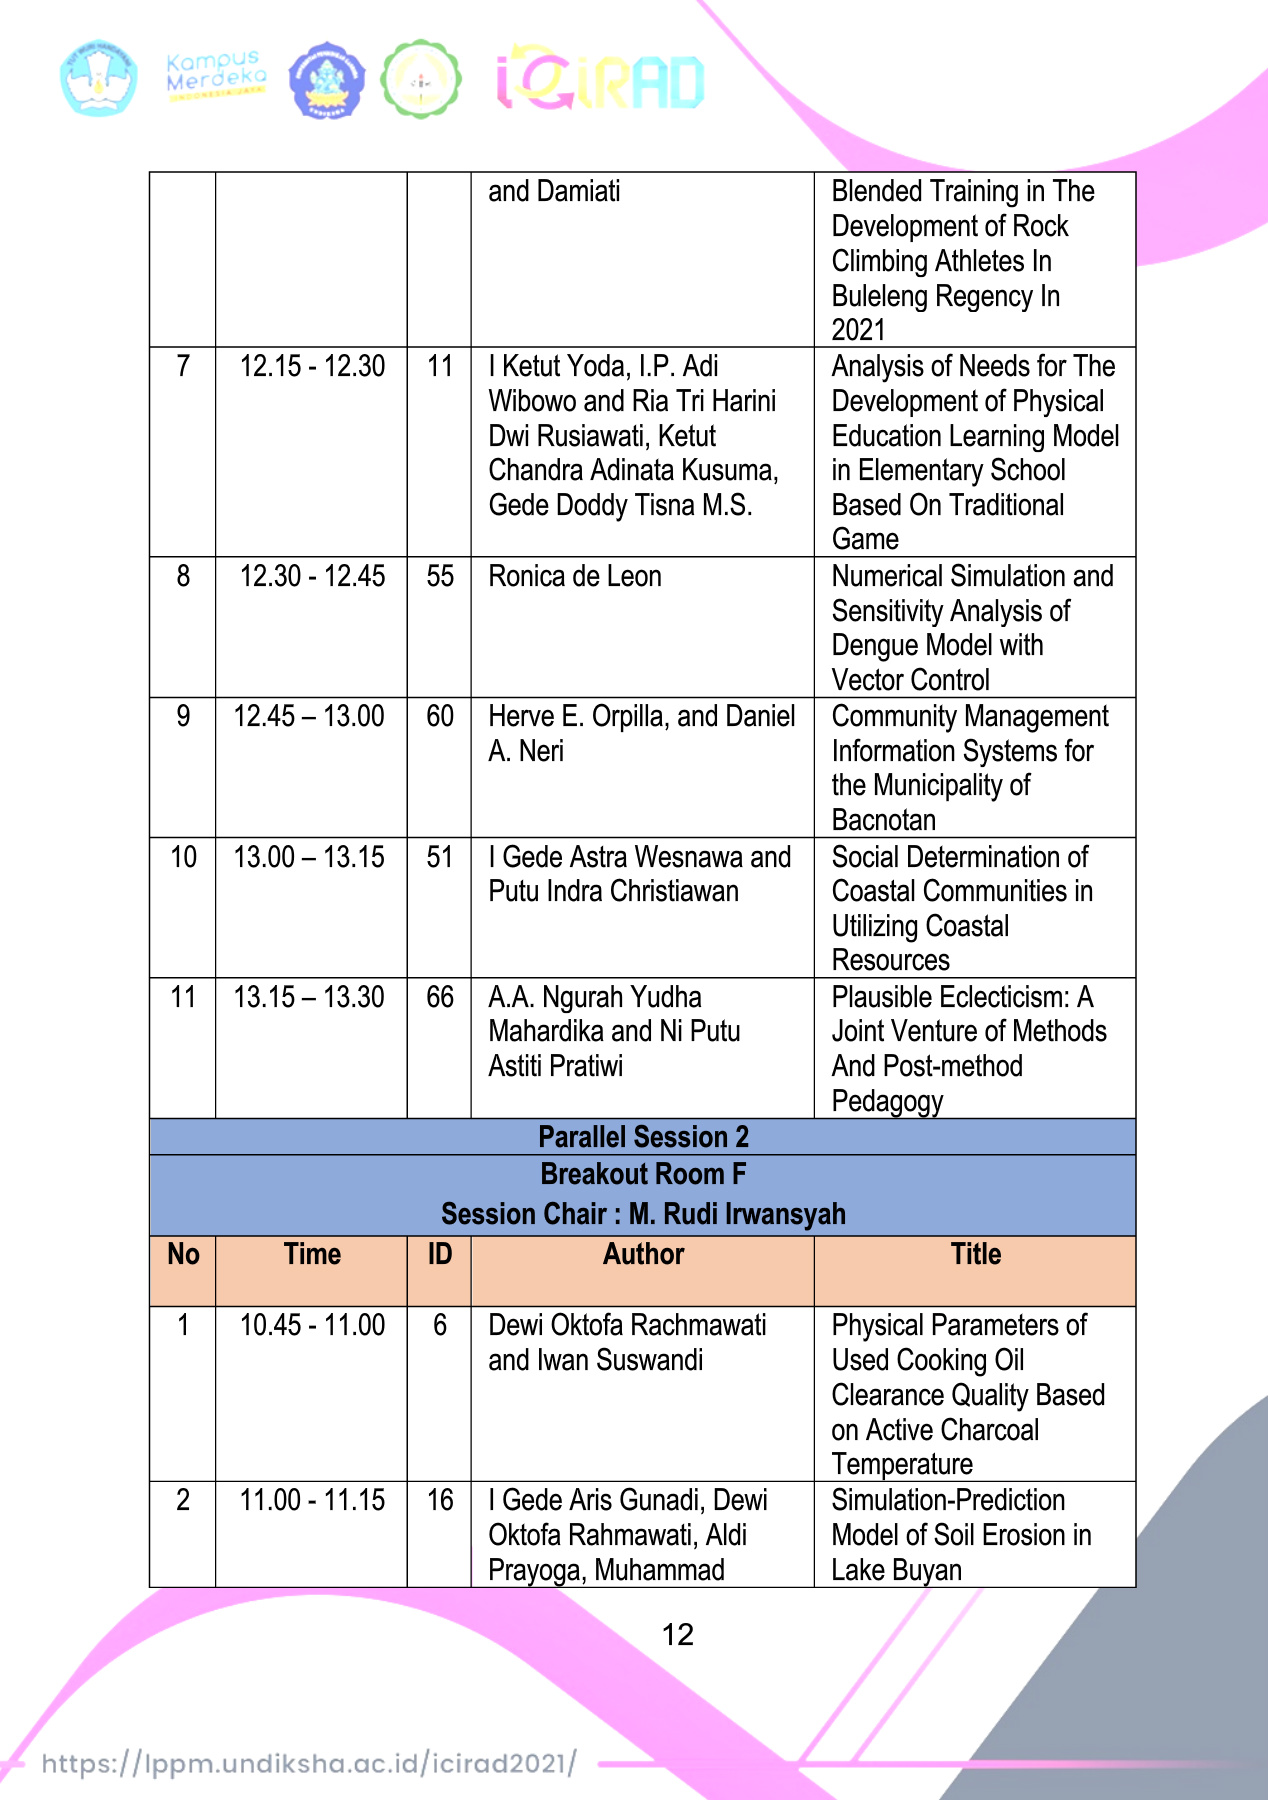 TUT WURI HANDAYANI
Kampus
Merdeka
INDONESIA JAYA
UNDIKSHA
iCiRAD
and Damiati
Blended Training in The
Development of Rock
Climbing Athletes In
Buleleng Regency In
2021
7
12.15 - 12.30
11
I Ketut Yoda, I.P. Adi
Wibowo and Ria Tri Harini
Dwi Rusiawati, Ketut
Chandra Adinata Kusuma,
Gede Doddy Tisna M.S.
Analysis of Needs for The
Development of Physical
Education Learning Model
in Elementary School
Based On Traditional
Game
8
12.30 - 12.45
55
Ronica de Leon
Numerical Simulation and
Sensitivity Analysis of
Dengue Model with
Vector Control
9
12.45 – 13.00
60
Herve E. Orpilla, and Daniel
A. Neri
Community Management
Information Systems for
the Municipality of
Bacnotan
10
13.00 – 13.15
51
I Gede Astra Wesnawa and
Putu Indra Christiawan
Social Determination of
Coastal Communities in
Utilizing Coastal
Resources
11
13.15 – 13.30
66
A.A. Ngurah Yudha
Mahardika and Ni Putu
Astiti Pratiwi
Plausible Eclecticism: A
Joint Venture of Methods
And Post-method
Pedagogy
Parallel Session 2
Breakout Room F
Session Chair : M. Rudi Irwansyah
No
Time
ID
Author
Title
1
10.45 - 11.00
6
Dewi Oktofa Rachmawati
and Iwan Suswandi
Physical Parameters of
Used Cooking Oil
Clearance Quality Based
on Active Charcoal
Temperature
2
11.00 - 11.15
16
I Gede Aris Gunadi, Dewi
Oktofa Rahmawati, Aldi
Prayoga, Muhammad
Simulation-Prediction
Model of Soil Erosion in
Lake Buyan
12
https://lppm.undiksha.ac.id/icirad2021/